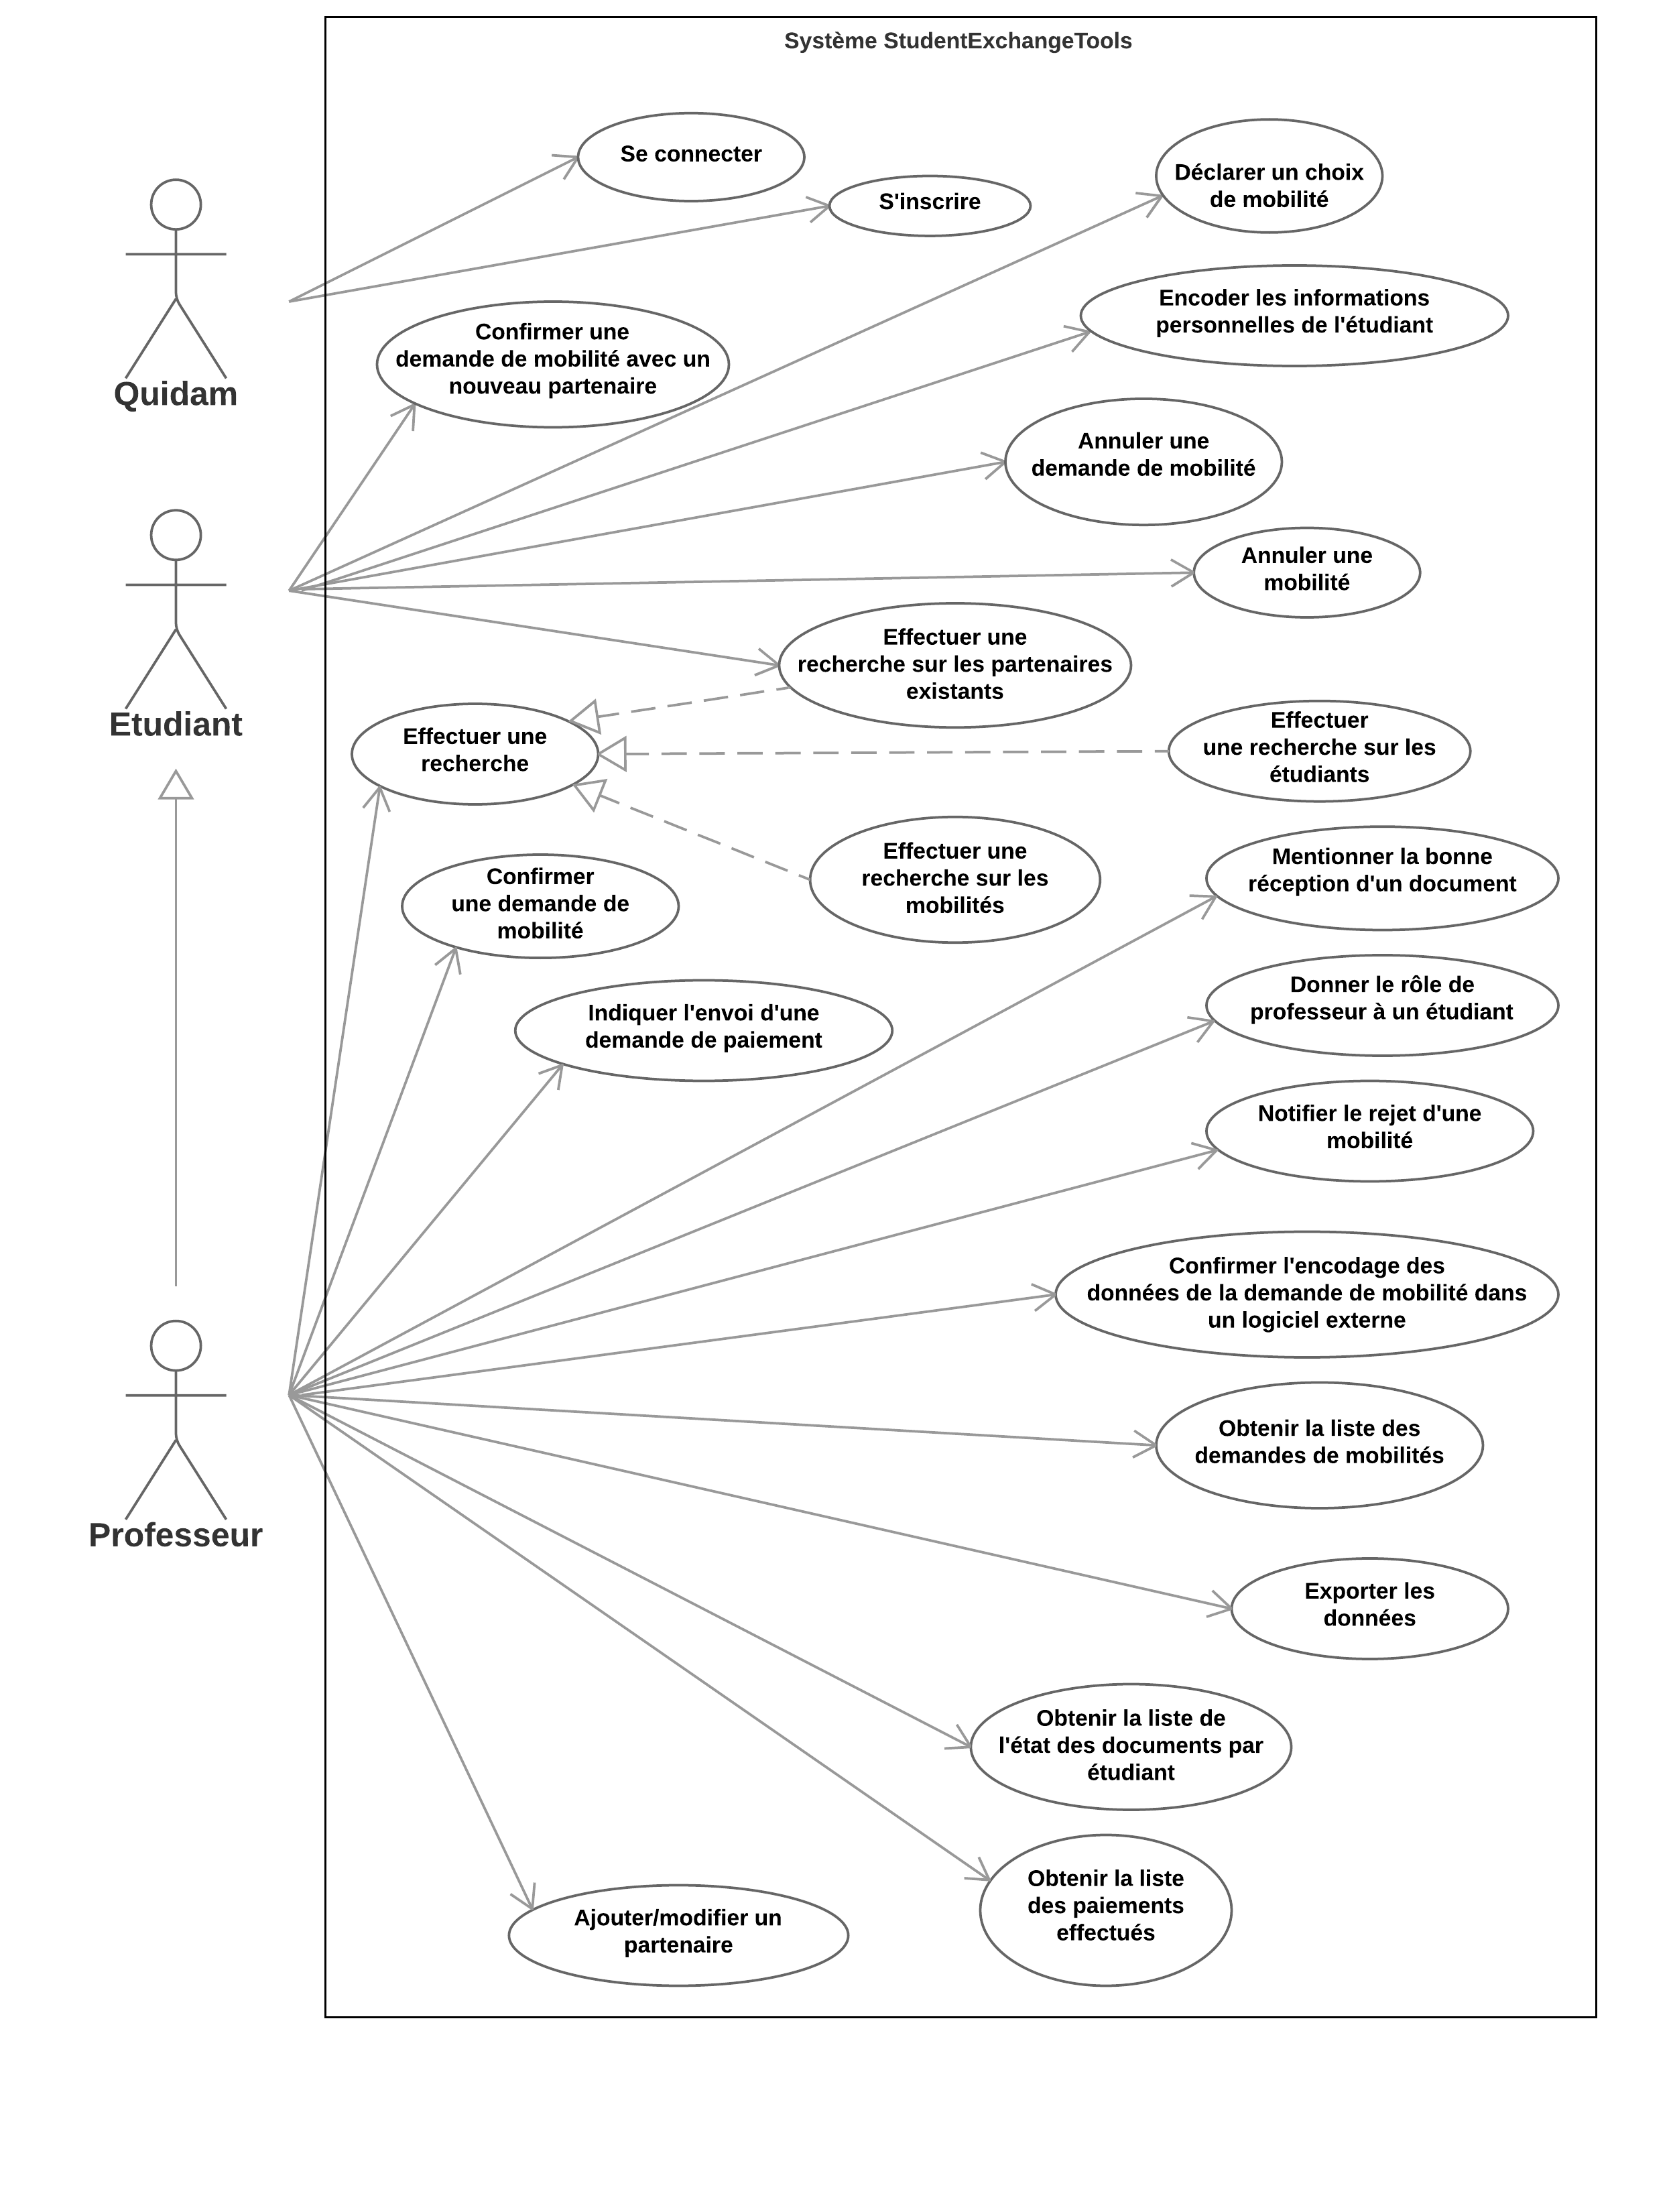 Système StudentExchangeTools
Se connecter
S'inscrire
Déclarer un choix
de mobilité
Quidam
Encoder les informations
personnelles de l'étudiant
Confirmer une
demande de mobilité avec un
nouveau partenaire
Annuler une
demande de mobilité
Etudiant
Annuler une
mobilité
Effectuer une
recherche sur les partenaires
existants
Effectuer une
recherche
Effectuer
une recherche sur les
étudiants
Effectuer une
recherche sur les
mobilités
Mentionner la bonne
réception d'un document
Confirmer
une demande de
mobilité
Indiquer l'envoi d'une
demande de paiement
Donner le rôle de
professeur à un étudiant
Notifier le rejet d'une
mobilité
Confirmer l'encodage des
données de la demande de mobilité dans
un logiciel externe
Professeur
Obtenir la liste des
demandes de mobilités
Exporter les
données
Obtenir la liste de
l'état des documents par
étudiant
Obtenir la liste
des paiements
effectués
Ajouter/modifier un
partenaire